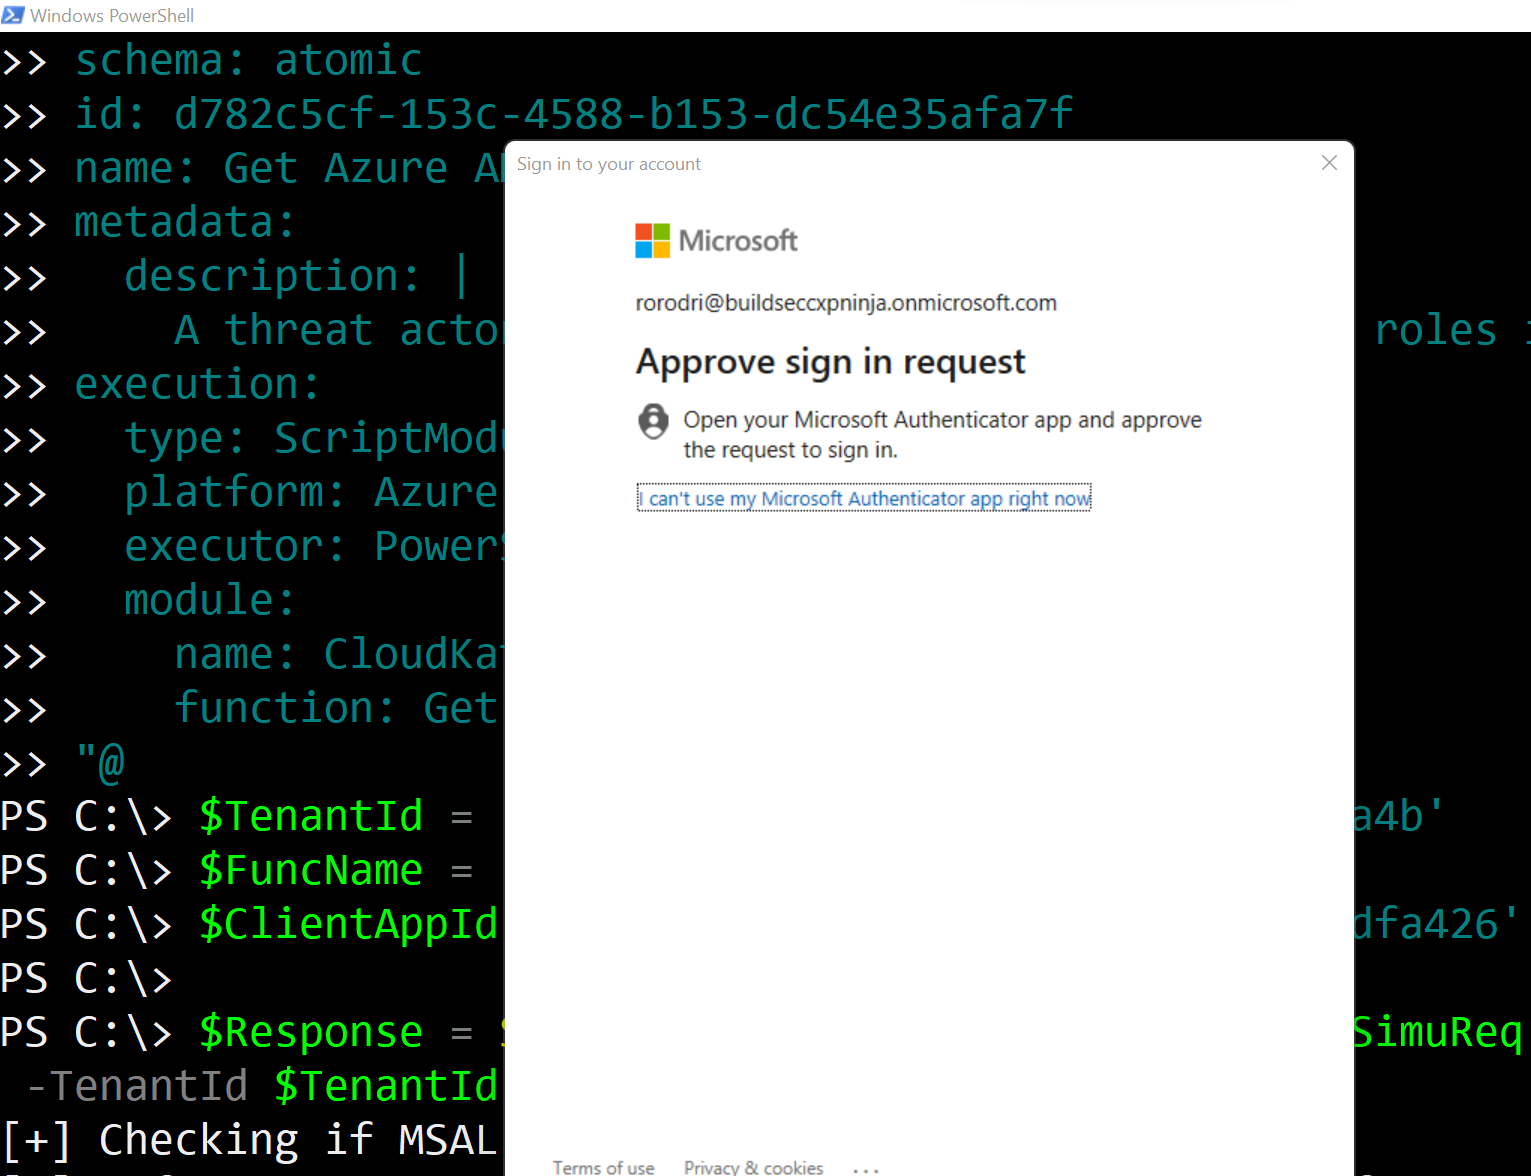 Windows PowerShell
>> schema: atomic
>> id: d782c5cf-153c-4588-b153-dc54e35afa7f
>> name: Get Azure
>> metadata:
>>   description: |
>>     A threat actor roles
>> execution:
>>   type: ScriptModu
>>   platform: Azure
>>   executor: PowerS
>>   module:
>>     name: CloudKat
>>     function: Get
>> "@
PS C:\> $TenantId = a4b'
PS C:\> $FuncName =
PS C:\> $ClientAppId dfa426'
PS C:\>
PS C:\> $Response = SimuReq
-TenantId $TenantId
[+] Checking if MSAL
Sign in to your account
Microsoft
rorodri@buildseccxpninja.onmicrosoft.com
Approve sign in request
Open your Microsoft Authenticator app and approve
the request to sign in.
I can't use my Microsoft Authenticator app right now
Terms of use Privacy & cookies ...